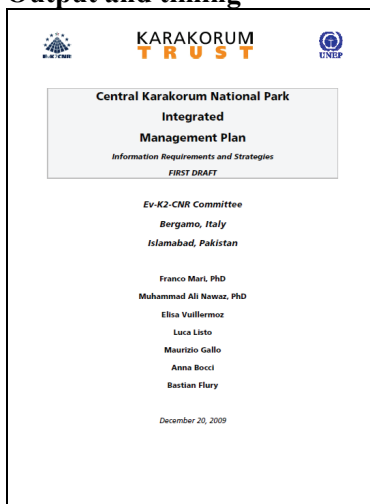 Output and timing
Ev-K2-CNR
KARAKORUM
TRUST
UNEP
Central Karakorum National Park
Integrated
Management Plan
Information Requirements and Strategies
FIRST DRAFT
Ev-K2-CNR Committee
Bergamo, Italy
Islamabad, Pakistan
Franco Mari, PhD
Muhammad Ali Nawaz, PhD
Elisa Vuillermoz
Luca Listo
Maurizio Gallo
Anna Bocci
Bastian Flury
December 20, 2009